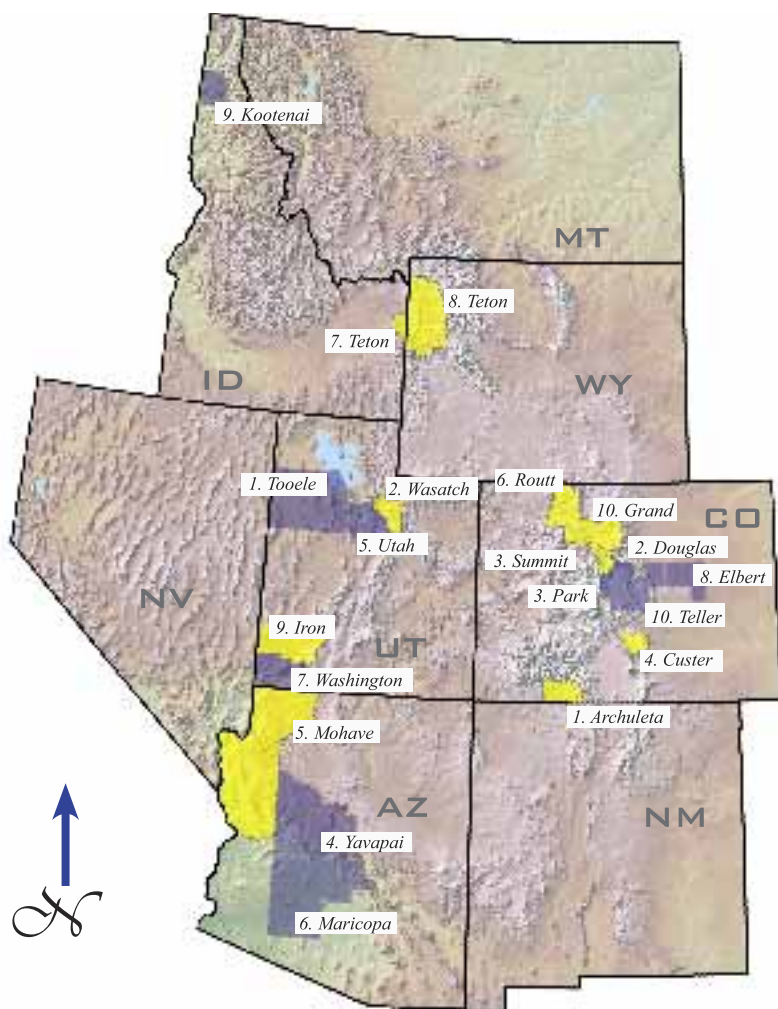 9. Kootenai
MT
8. Teton
7. Teton
ID
WY
6. Routt
1. Tooele
2. Wasatch
10. Grand
CO
5. Utah
2. Douglas
3. Summit
8. Elbert
3. Park
NV
10. Teller
9. Iron
UT
4. Custer
7. Washington
1. Archuleta
5. Mohave
AZ
NM
4. Yavapai
N
6. Maricopa